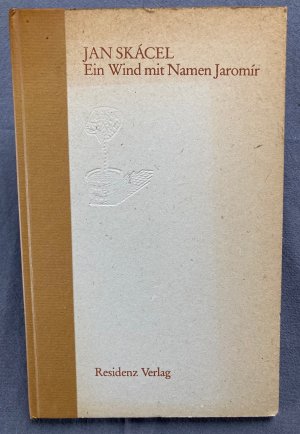 JAN SKÁCEL
Ein Wind mit Namen Jaromír
Residenz Verlag